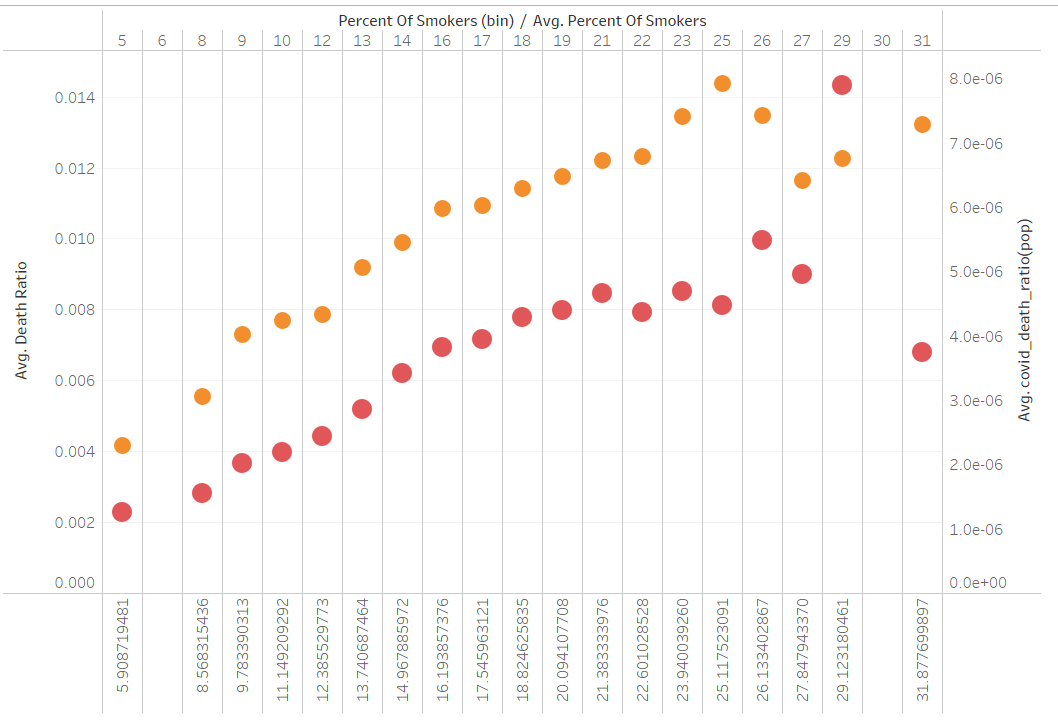 Percent Of Smokers (bin) / Avg. Percent Of Smokers
5 6 8 9 10 12 13 14 16 17 18 19 21 22 23 25 26 27 29 30 31
Avg. Death Ratio
0.014
0.012
0.010
0.008
0.006
0.004
0.002
0.000
8.0e-06
7.0e-06
6.0e-06
5.0e-06
4.0e-06
3.0e-06
2.0e-06
1.0e-06
0.0e+00
Avg. covid_death_ratio(pop)
5.908719481
8.568315436
9.783390313
11.149209292
12.385529773
13.740687464
14.967885972
16.193857376
17.545963121
18.824625835
20.094107708
21.383333976
22.601028528
23.940039260
25.117523091
26.133402867
27.847943370
29.123180461
31.877699897